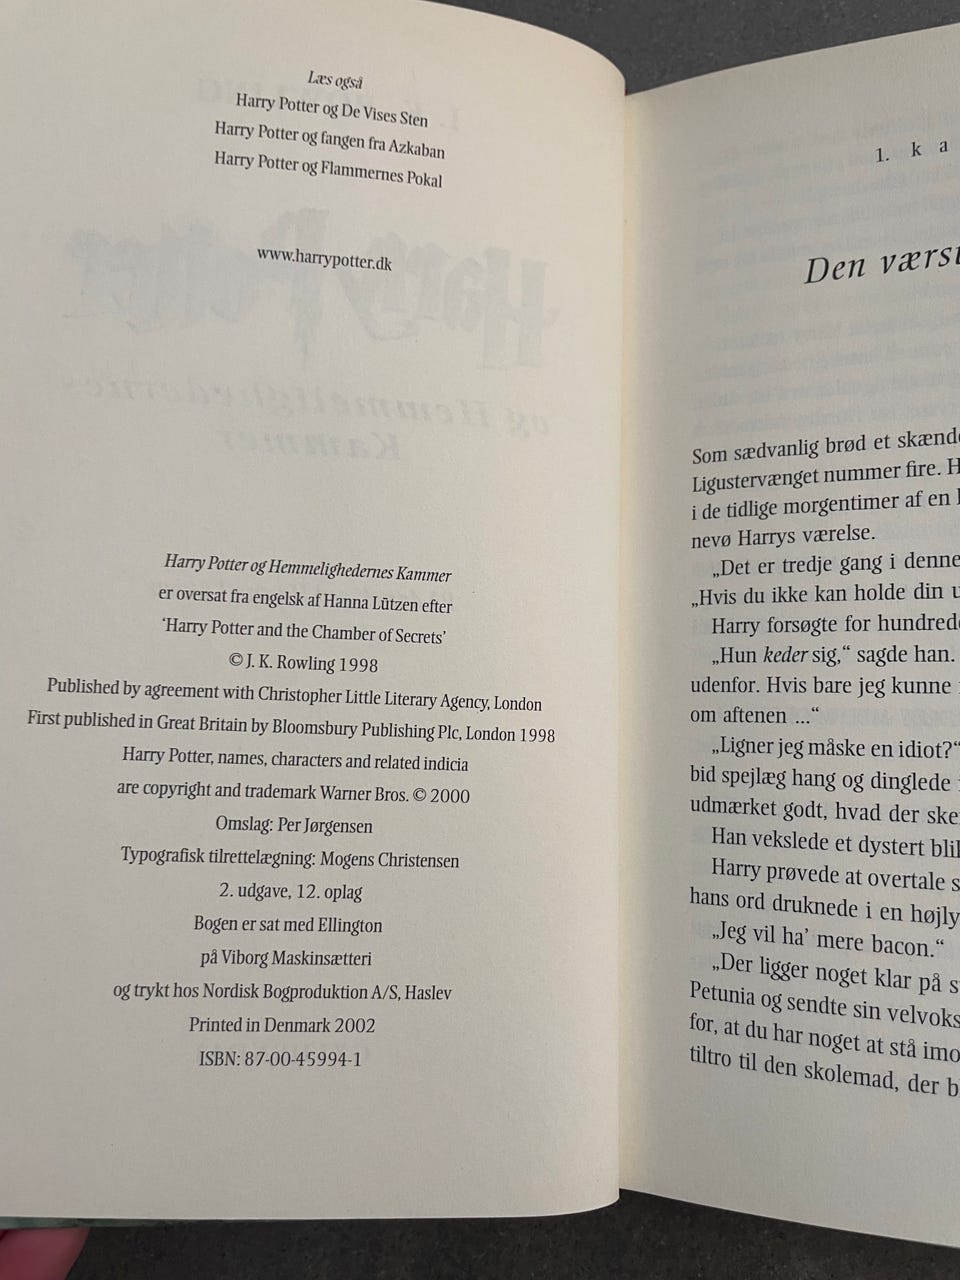 Læs også
Harry Potter og De Vises Sten
Harry Potter og fangen fra Azkaban
Harry Potter og Flammernes Pokal
www.harrypotter.dk
Harry Potter og Hemmelighedernes Kammer
er oversat fra engelsk af Hanna Lützen efter
‘Harry Potter and the Chamber of Secrets’
© J. K. Rowling 1998
Published by agreement with Christopher Little Literary Agency, London
First published in Great Britain by Bloomsbury Publishing Plc, London 1998
Harry Potter, names, characters and related indicia
are copyright and trademark Warner Bros. © 2000
Omslag: Per Jørgensen
Typografisk tilrettelægning: Mogens Christensen
2. udgave, 12. oplag
Bogen er sat med Ellington
på Viborg Maskinsætteri
og trykt hos Nordisk Bogproduktion A/S, Haslev
Printed in Denmark 2002
ISBN: 87-00-45994-1
1. k a
Den værst
Som sædvanlig brød et skænd
Ligustervænget nummer fire. H
i de tidlige morgentimer af en
nevø Harrys værelse.
„Det er tredje gang i denne
„Hvis du ikke kan holde din u
Harry forsøgte for hundrede
„Hun keder sig,“ sagde han.
udenfor. Hvis bare jeg kunne
om aftenen ...“
„Ligner jeg måske en idiot?“
bid spejlæg hang og dinglede
udmærket godt, hvad der ske
Han vekslede et dystert blik
Harry prøvede at overtale s
hans ord druknede i en højly
„Jeg vil ha’ mere bacon.“
„Der ligger noget klar på s
Petunia og sendte sin velvoks
for, at du har noget at stå imo
tiltro til den skolemad, der b